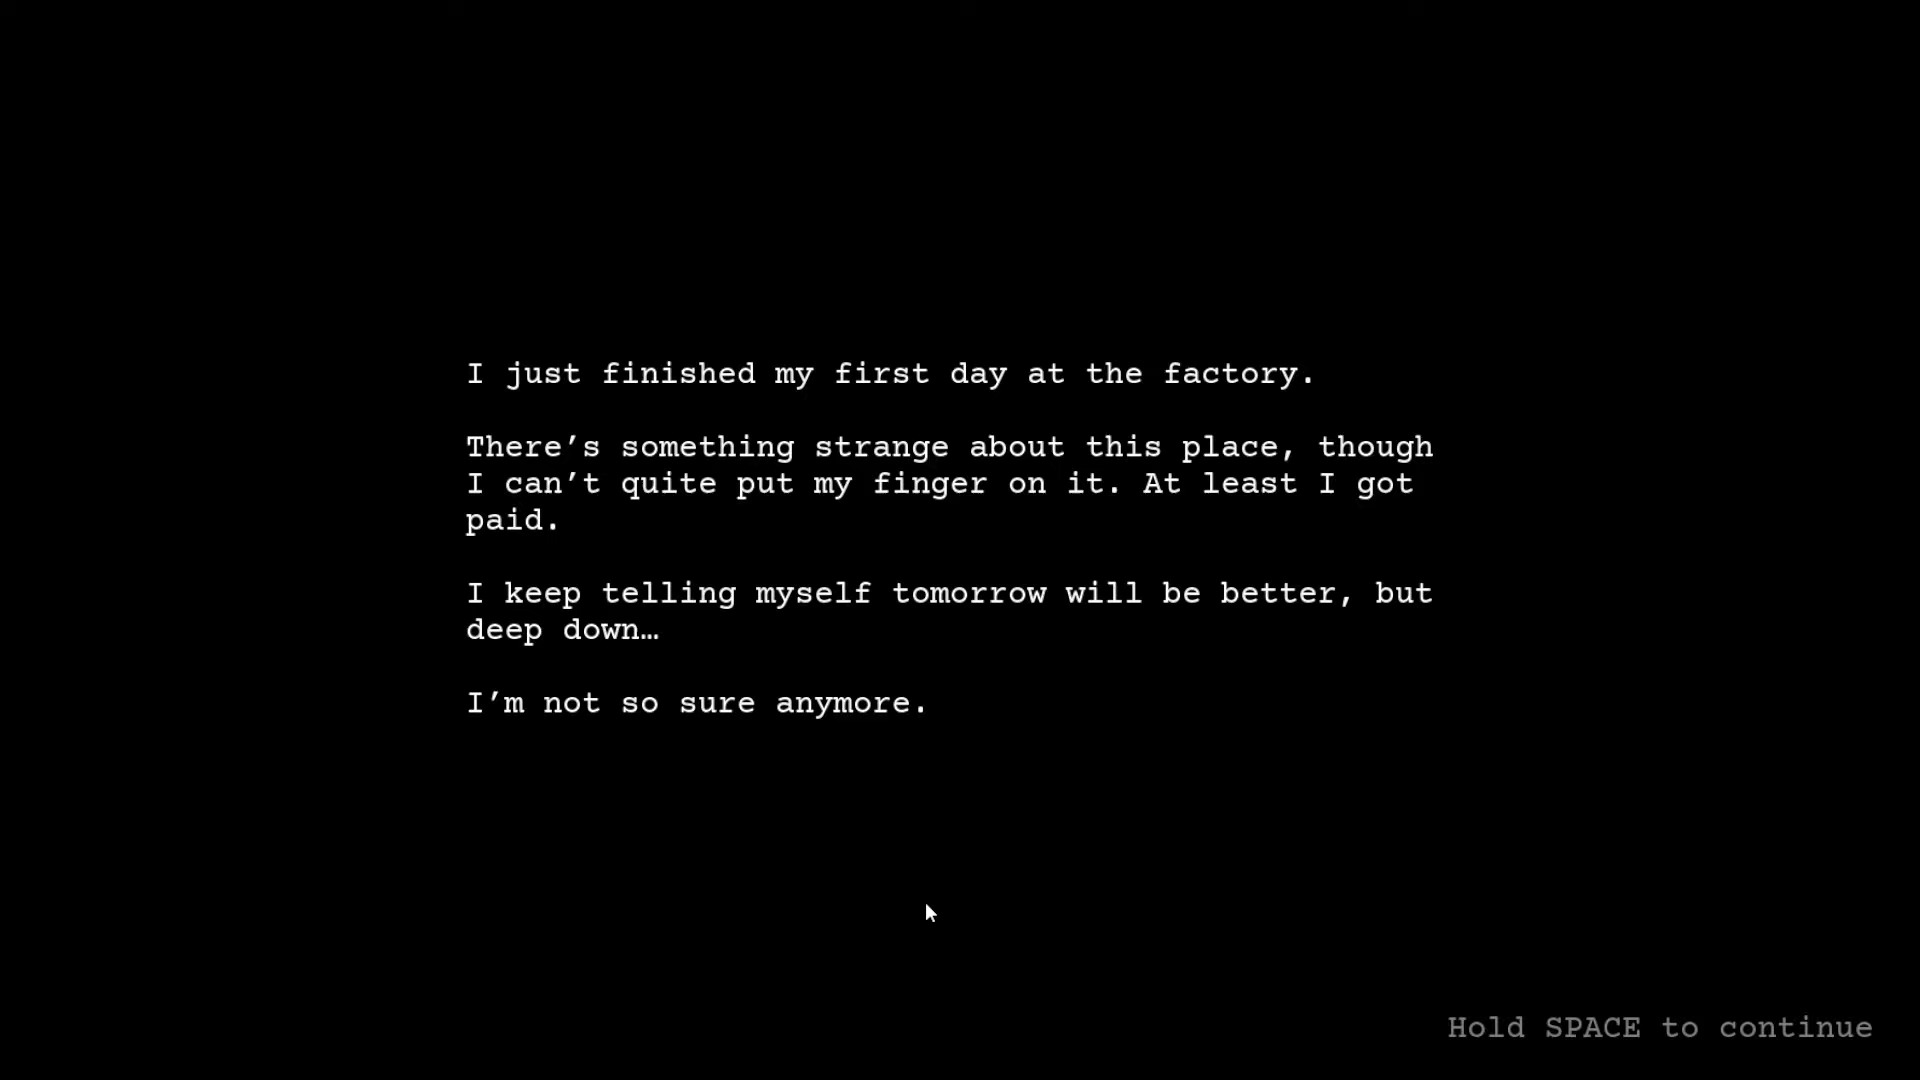 I just finished my first day at the factory.
There’s something strange about this place, though
I can’t quite put my finger on it. At least I got
paid.
I keep telling myself tomorrow will be better, but
deep down…
I’m not so sure anymore.
Hold SPACE to continue